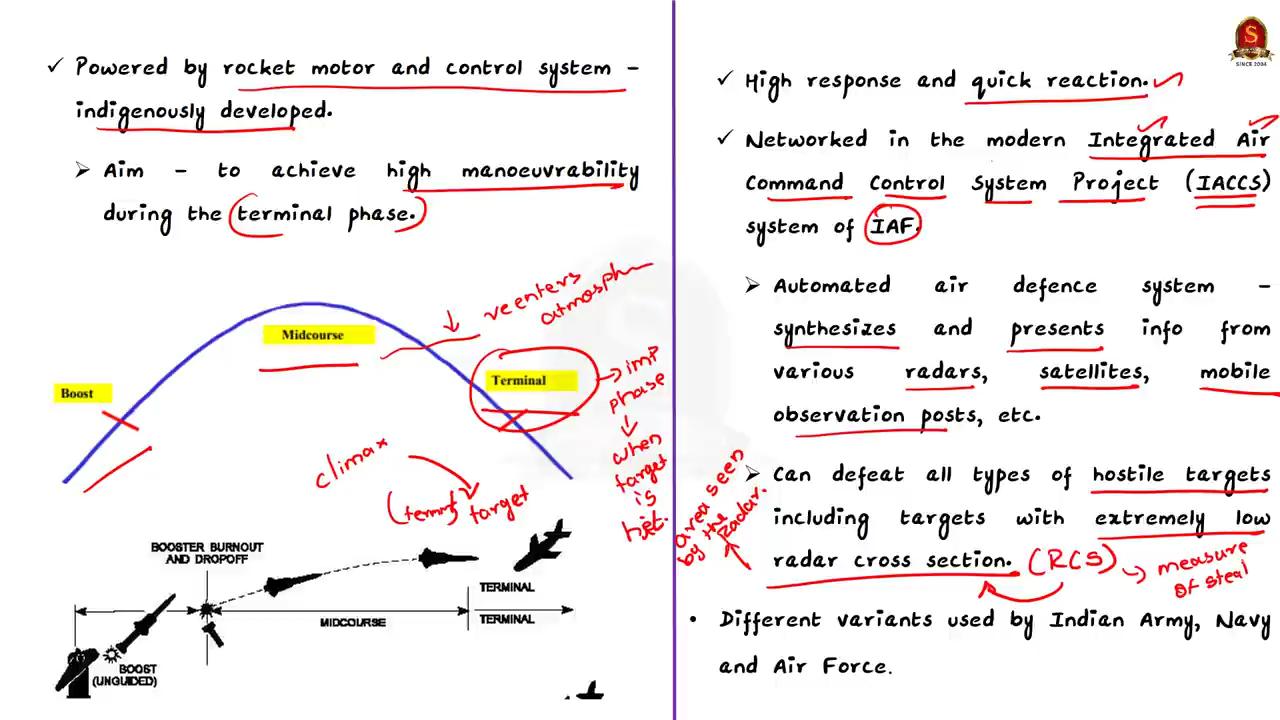 ✓ Powered by rocket motor and control system –
indigenously developed.
➢ Aim - to achieve high manoeuvrability
during the terminal phase.
reenters
atmosph
Midcourse
Terminal
Boost
→ imp
phase
↓
when
target
is
hit.
climax
target
BOOSTER BURNOUT
AND DROPOFF
TERMINAL
TERMINAL
MIDCOURSE
BOOST
(UNGUIDED)
S
SINCE 2004
✓ High response and quick reaction.
✓ Networked in the modern Integrated Air
Command Control System Project (IACCS)
system of IAF.
➢ Automated air defence system –
synthesizes and presents info from
various radars, satellites, mobile
observation posts, etc.
➢ Can defeat all types of hostile targets
including targets with extremely low
radar cross section. (RCS)
→ measure
of steal
area seen
by the
Radar.
• Different variants used by Indian Army, Navy
and Air Force.